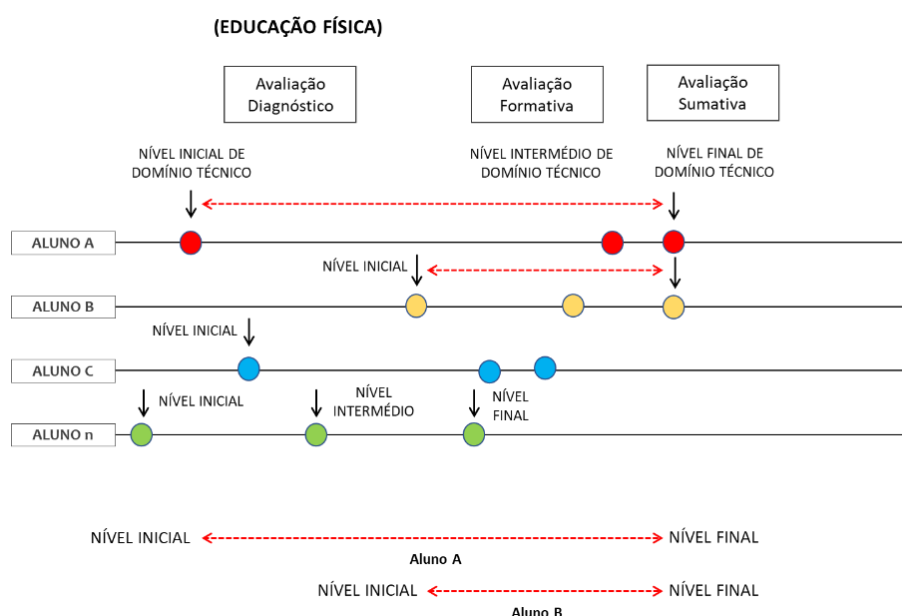 (EDUCAÇÃO FÍSICA)
Avaliação
Diagnóstico
Avaliação
Formativa
Avaliação
Sumativa
NÍVEL INICIAL DE
DOMÍNIO TÉCNICO
NÍVEL INTERMÉDIO DE
DOMÍNIO TÉCNICO
NÍVEL FINAL DE
DOMÍNIO TÉCNICO
ALUNO A
NÍVEL INICIAL
ALUNO B
NÍVEL INICIAL
ALUNO C
NÍVEL INICIAL
NÍVEL
INTERMÉDIO
NÍVEL
FINAL
ALUNO n
NÍVEL INICIAL
NÍVEL FINAL
Aluno A
NÍVEL INICIAL
NÍVEL FINAL
Aluno B